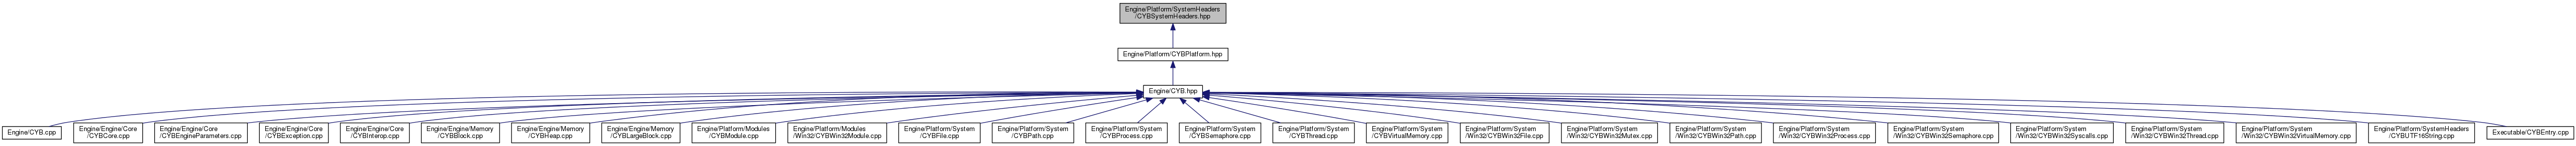 Engine/Platform/SystemHeaders
/CYBSystemHeaders.hpp
Engine/Platform/CYBPlatform.hpp
Engine/CYB.hpp
Engine/CYB.cpp
Engine/Engine/Core
/CYBCore.cpp
Engine/Engine/Core
/CYBEngineParameters.cpp
Engine/Engine/Core
/CYBException.cpp
Engine/Engine/Core
/CYBInterop.cpp
Engine/Engine/Memory
/CYBBlock.cpp
Engine/Engine/Memory
/CYBHeap.cpp
Engine/Engine/Memory
/CYBLargeBlock.cpp
Engine/Platform/Modules
/CYBModule.cpp
Engine/Platform/Modules
/Win32/CYBWin32Module.cpp
Engine/Platform/System
/CYBFile.cpp
Engine/Platform/System
/CYBPath.cpp
Engine/Platform/System
/CYBProcess.cpp
Engine/Platform/System
/CYBSemaphore.cpp
Engine/Platform/System
/CYBThread.cpp
Engine/Platform/System
/CYBVirtualMemory.cpp
Engine/Platform/System
/Win32/CYBWin32File.cpp
Engine/Platform/System
/Win32/CYBWin32Mutex.cpp
Engine/Platform/System
/Win32/CYBWin32Path.cpp
Engine/Platform/System
/Win32/CYBWin32Process.cpp
Engine/Platform/System
/Win32/CYBWin32Semaphore.cpp
Engine/Platform/System
/Win32/CYBWin32Syscalls.cpp
Engine/Platform/System
/Win32/CYBWin32Thread.cpp
Engine/Platform/System
/Win32/CYBWin32VirtualMemory.cpp
Engine/Platform/SystemHeaders
/CYBUTF16String.cpp
Executable/CYBEntry.cpp